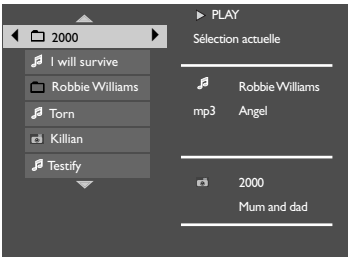 2000
I will survive
Robbie Williams
Torn
Killian
Testify
PLAY
Sélection actuelle
Robbie Williams
mp3 Angel
2000
Mum and dad